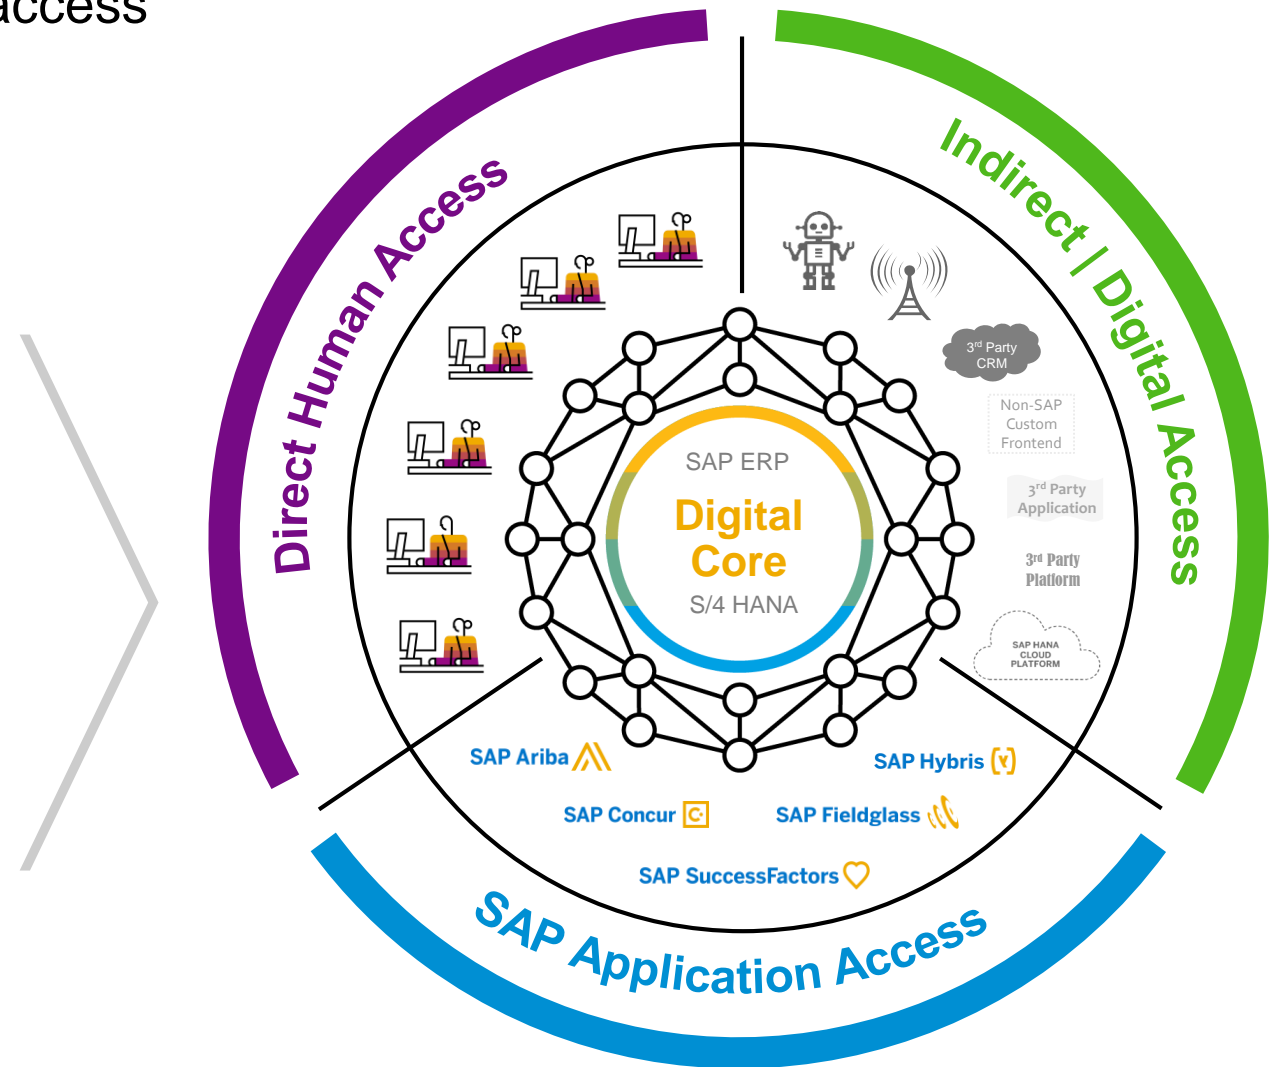 access
Direct Human Access
Indirect | Digital Access
3rd Party
CRM
Non-SAP
Custom
Frontend
3rd Party
Application
3rd Party
Platform
SAP HANA
CLOUD
PLATFORM
SAP ERP
Digital
Core
S/4 HANA
SAP Ariba
SAP Hybris
SAP Concur
SAP Fieldglass
SAP SuccessFactors
SAP Application Access